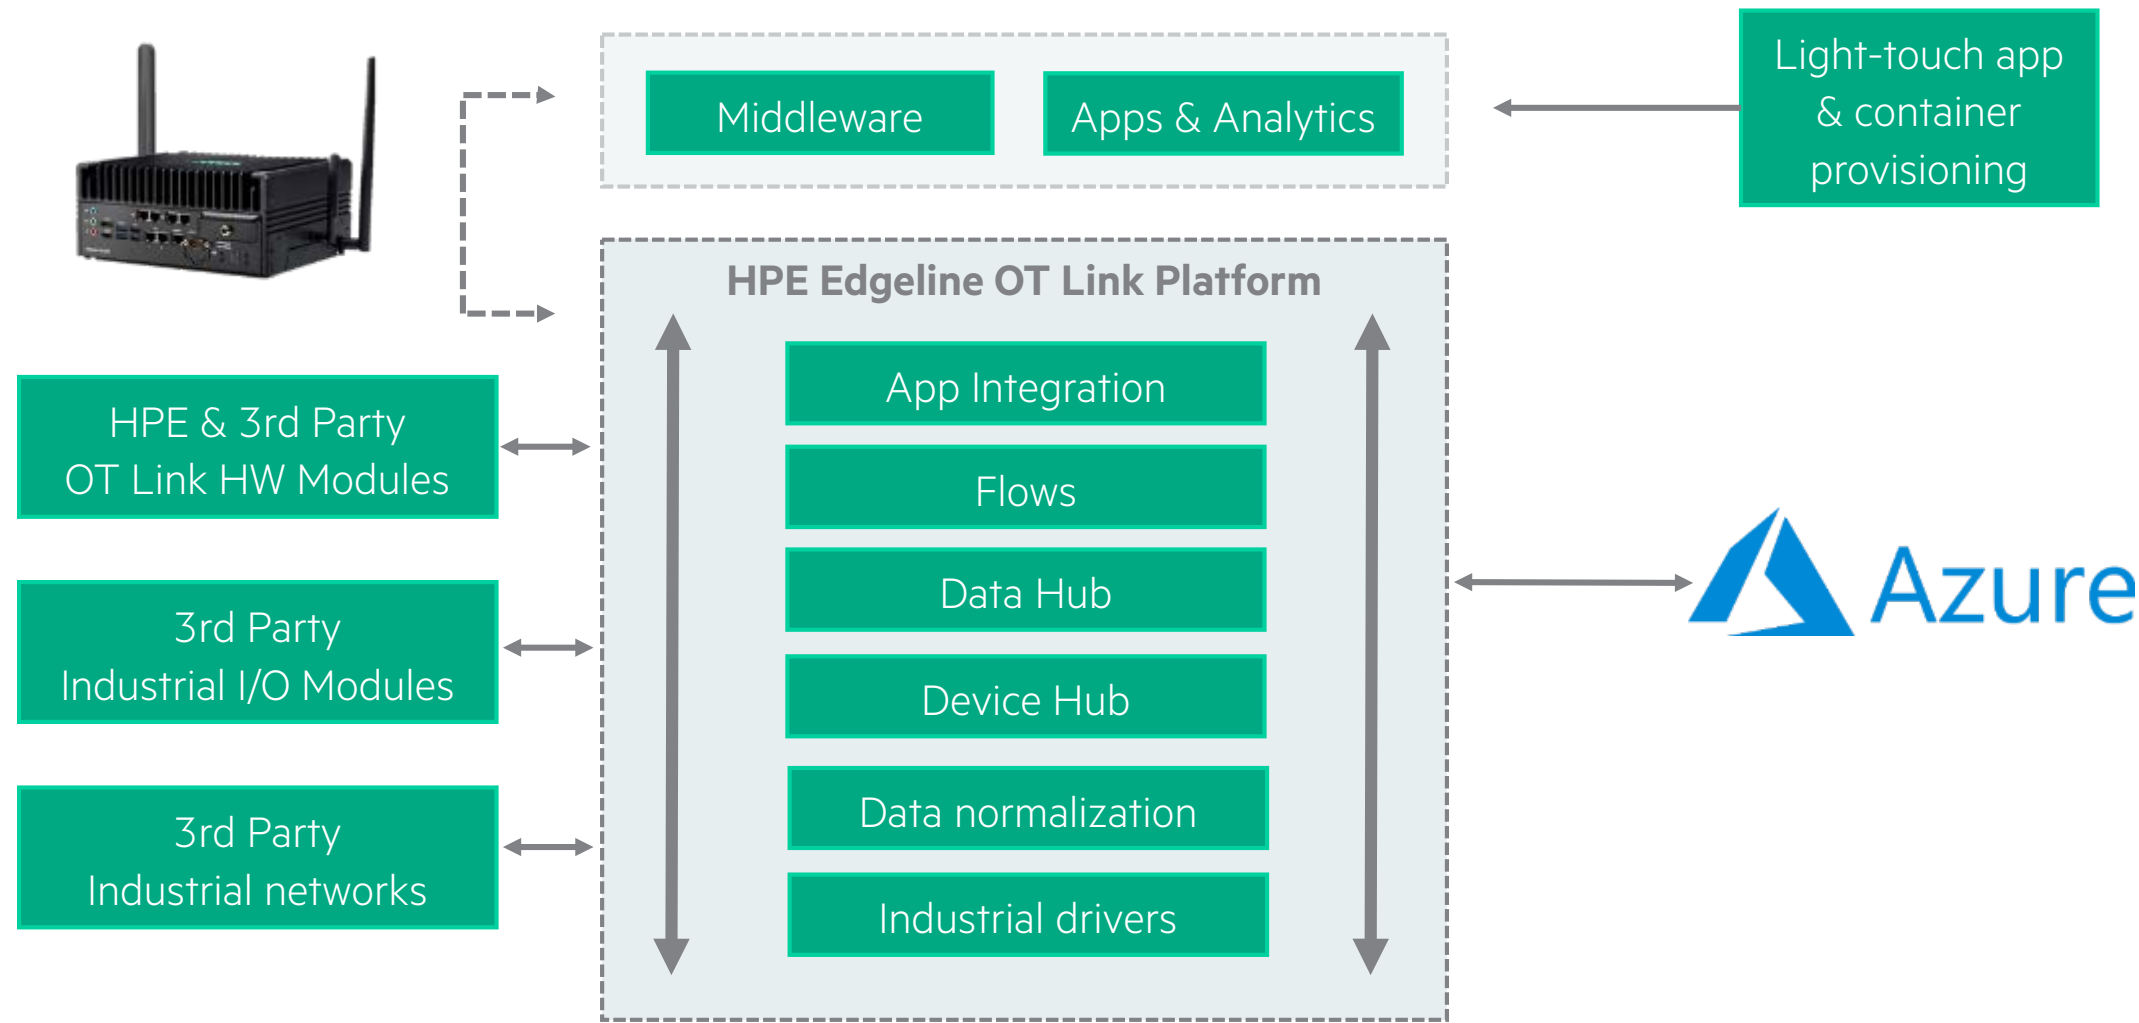 Middleware
Apps & Analytics
Light-touch app
& container
provisioning
HPE Edgeline OT Link Platform
App Integration
Flows
Data Hub
Device Hub
Data normalization
Industrial drivers
HPE & 3rd Party
OT Link HW Modules
3rd Party
Industrial I/O Modules
3rd Party
Industrial networks
Azure